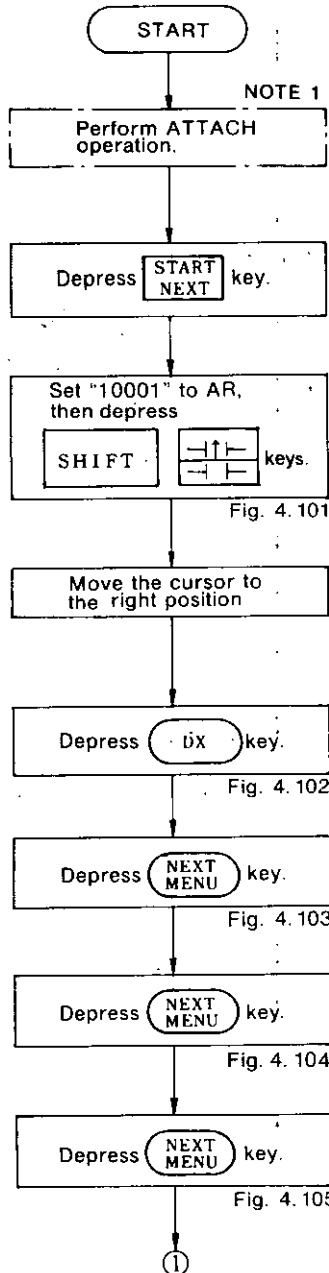 START
NOTE 1
Perform ATTACH
operation.
Depress START NEXT key.
Set "10001" to AR,
then depress
SHIFT keys.
Fig. 4.101
Move the cursor to
the right position
Depress DX key.
Fig. 4.102
Depress NEXT MENU key.
Fig. 4.103
Depress NEXT MENU key.
Fig. 4.104
Depress NEXT MENU key.
Fig. 4.105
①